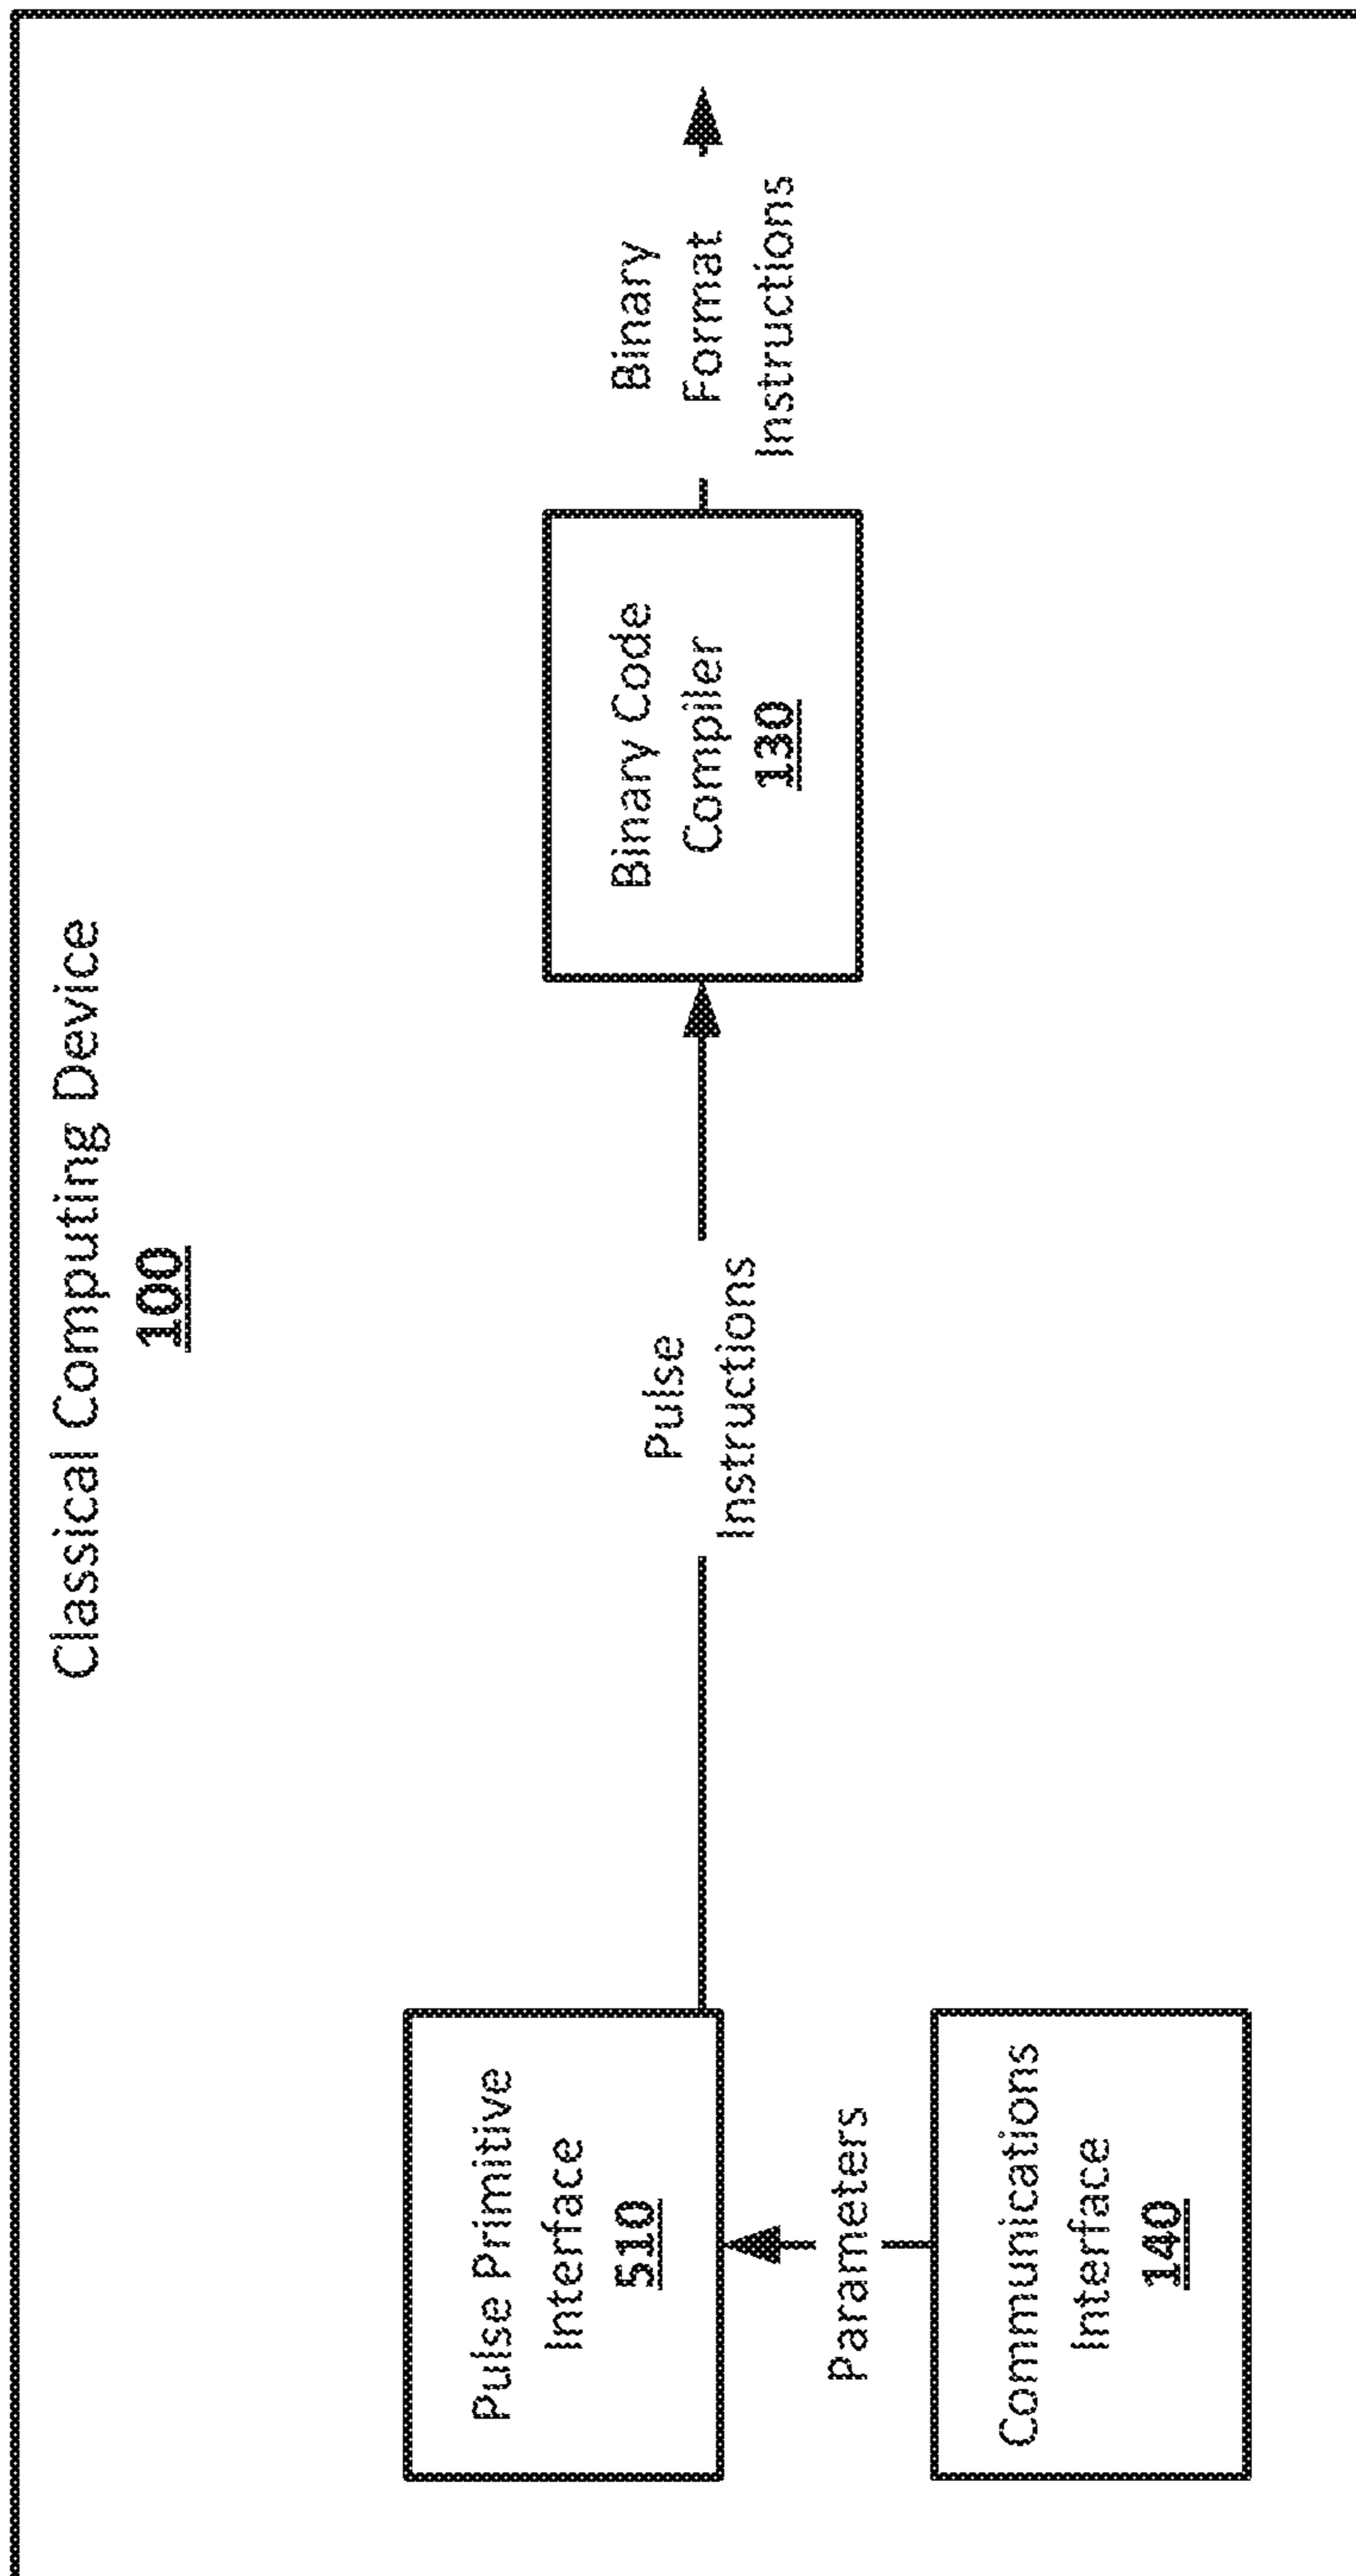 Classical Computing Device
100
Pulse Primitive
Interface
510
Parameters
Communications
Interface
140
Pulse
Instructions
Binary Code
Compiler
130
Binary
Format
Instructions